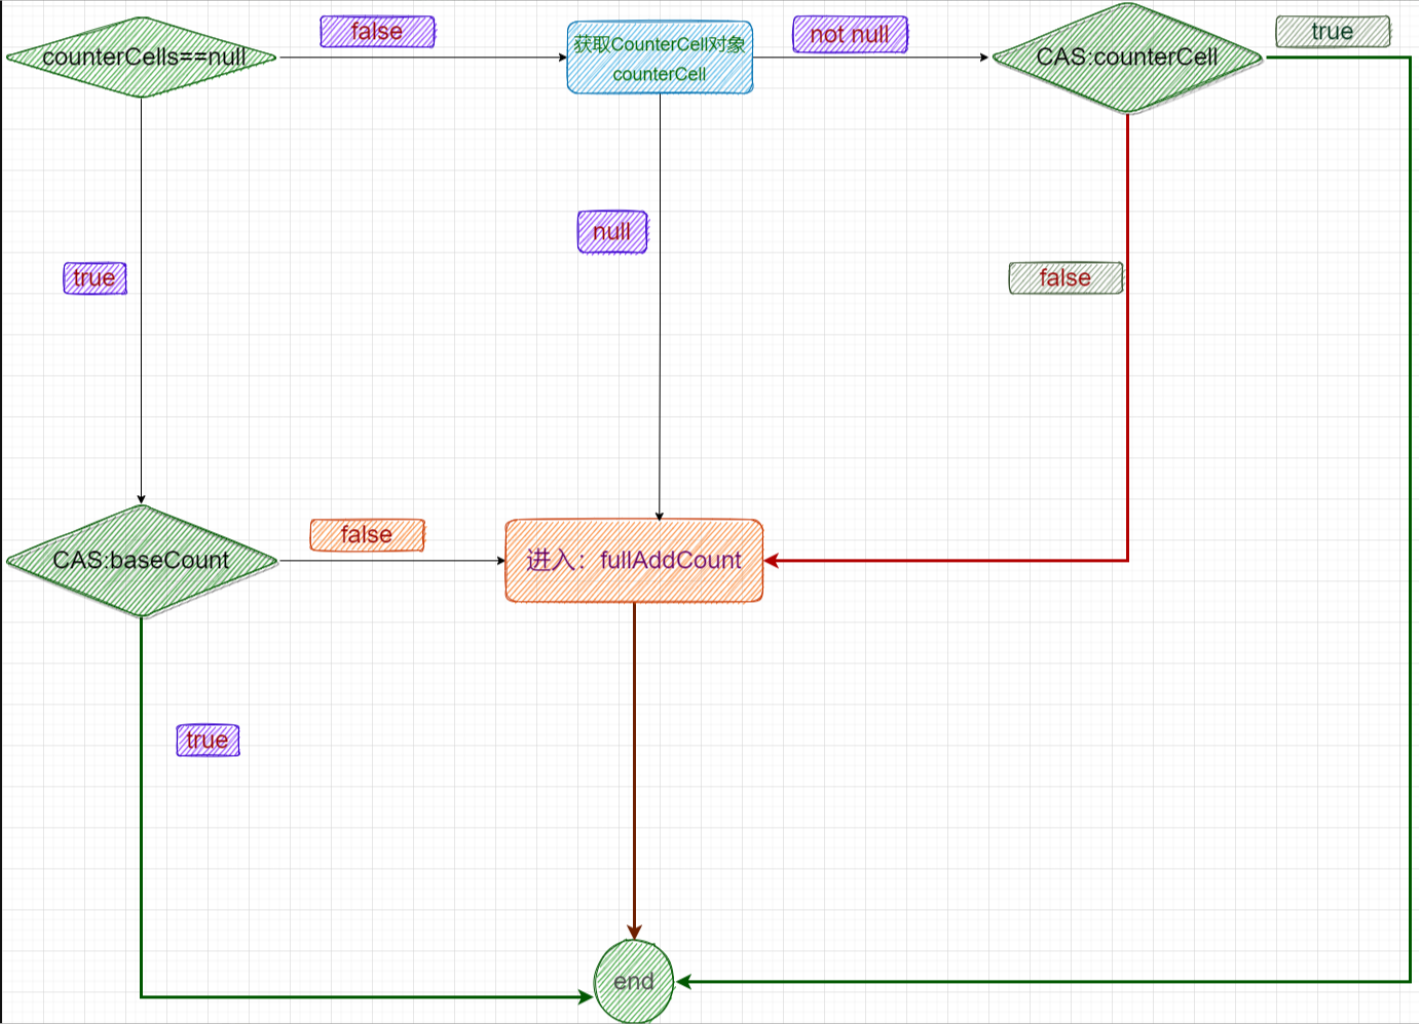 counterCells==null
false
获取CounterCell对象
counterCell
not null
CAS:counterCell
true
null
true
false
CAS:baseCount
false
进入：fullAddCount
true
end